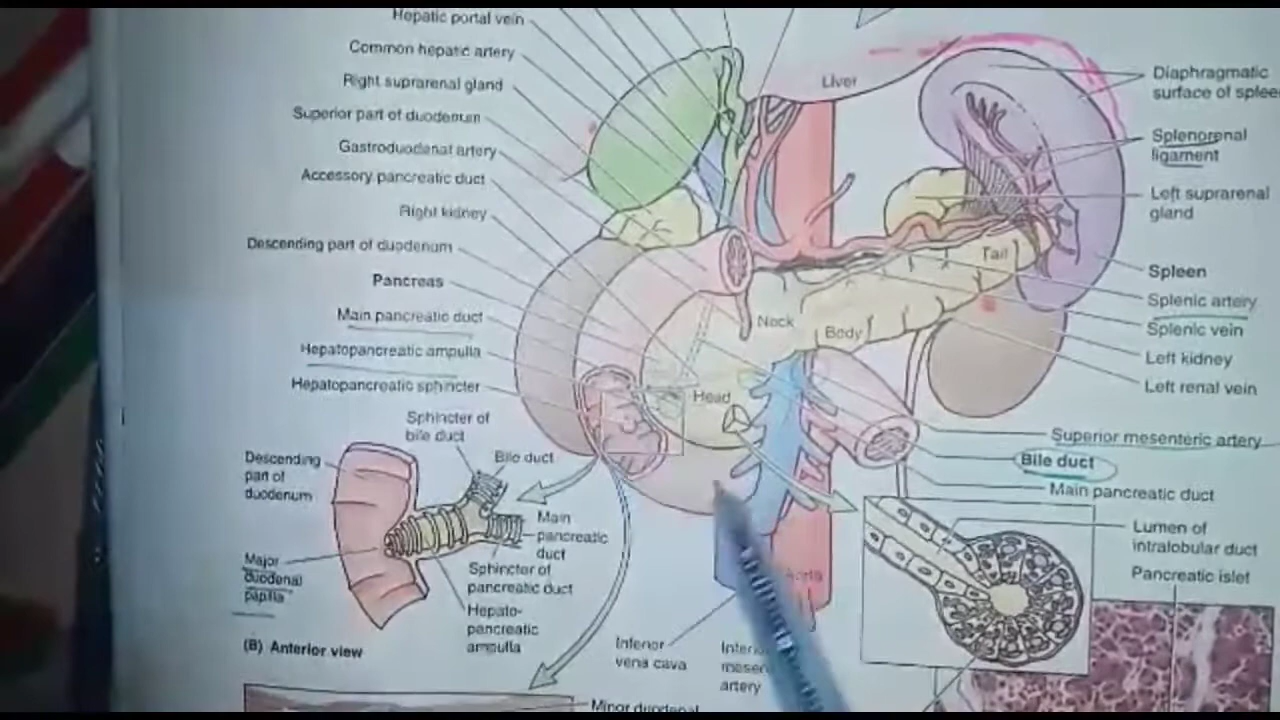 Hepatic portal vein
Common hepatic artery
Right suprarenal gland
Superior part of duodenum
Gastroduodenal artery
Accessory pancreatic duct
Right kidney
Descending part of duodenum
Pancreas
Main pancreatic duct
Hepatopancreatic ampulla
Hepatopancreatic sphincter
Sphincter of
bile duct
Bile duct
Descending
part of
duodenum
Main
pancreatic
duct
Major
duodenal
papilla
Sphincter of
pancreatic duct
Hepato-
pancreatic
ampulla
(B) Anterior view
Liver
Neck
Body
Tail
Head
Aorta
Inferior
vena cava
artery
Minor duodenal
Diaphragmatic
surface of splee
Splenorenal
ligament
Left suprarenal
gland
Spleen
Splenic artery
Splenic vein
Left kidney
Left renal vein
Superior mesenteric artery
Bile duct
Main pancreatic duct
Lumen of
intralobular duct
Pancreatic islet